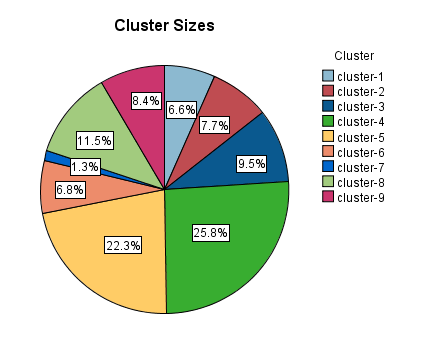 Cluster Sizes
Cluster
cluster-1
cluster-2
cluster-3
cluster-4
cluster-5
cluster-6
cluster-7
cluster-8
cluster-9
6.6%
7.7%
9.5%
25.8%
22.3%
6.8%
1.3%
11.5%
8.4%